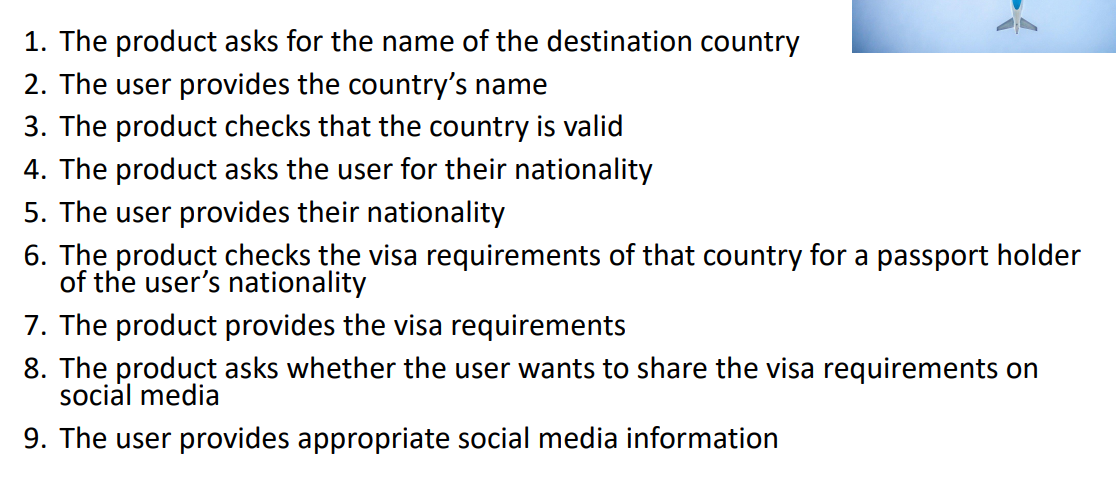 1. The product asks for the name of the destination country
2. The user provides the country’s name
3. The product checks that the country is valid
4. The product asks the user for their nationality
5. The user provides their nationality
6. The product checks the visa requirements of that country for a passport holder
of the user’s nationality
7. The product provides the visa requirements
8. The product asks whether the user wants to share the visa requirements on
social media
9. The user provides appropriate social media information